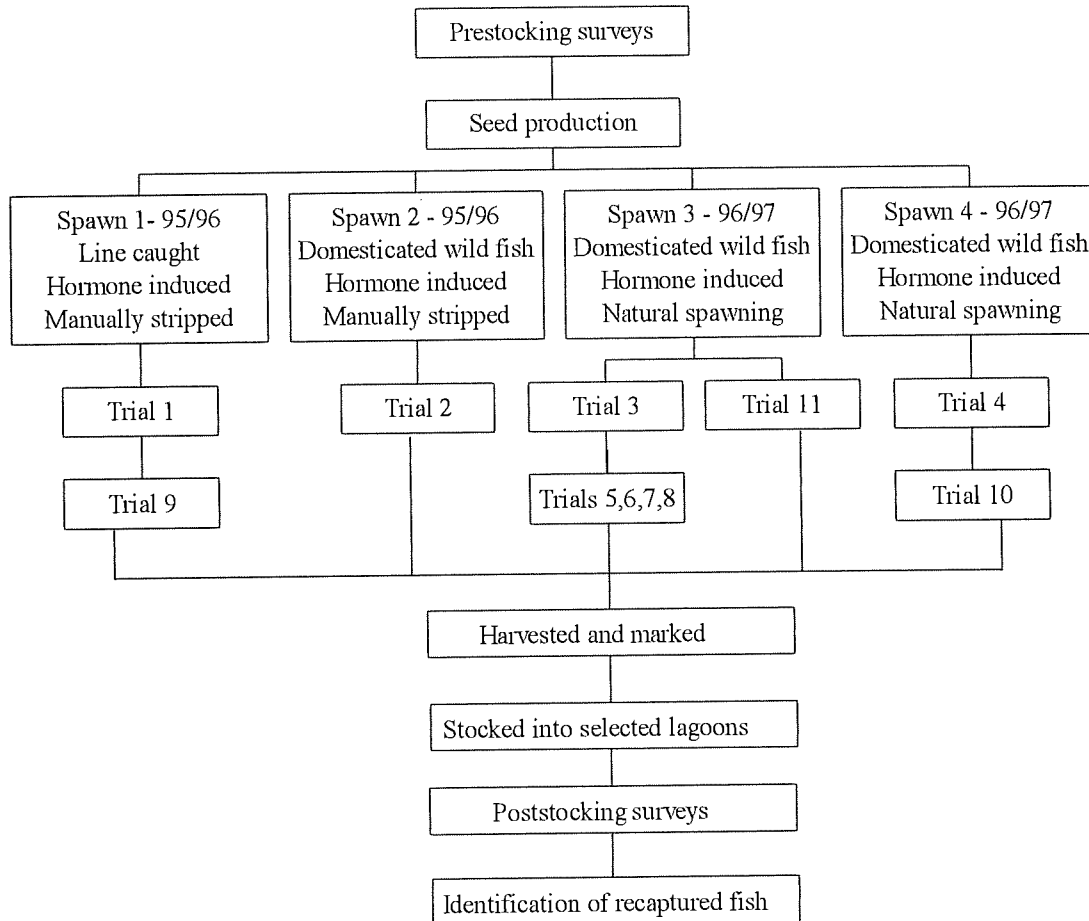 Prestocking surveys
Seed production
Spawn 1- 95/96
Line caught
Hormone induced
Manually stripped
Spawn 2 - 95/96
Domesticated wild fish
Hormone induced
Manually stripped
Spawn 3 - 96/97
Domesticated wild fish
Hormone induced
Natural spawning
Spawn 4 - 96/97
Domesticated wild fish
Hormone induced
Natural spawning
Trial 1
Trial 2
Trial 3
Trial 11
Trial 4
Trial 9
Trials 5,6,7,8
Trial 10
Harvested and marked
Stocked into selected lagoons
Poststocking surveys
Identification of recaptured fish